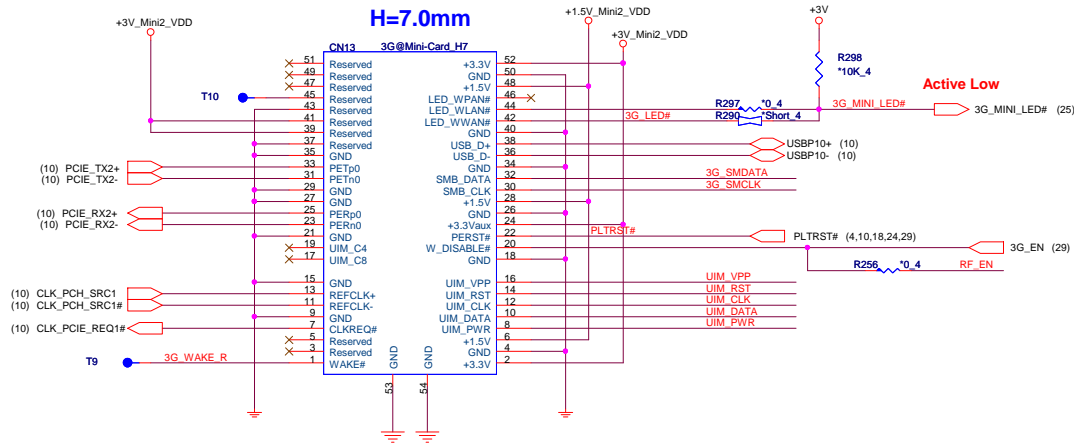 H=7.0mm
+3V_Mini2_VDD
+1.5V_Mini2_VDD
+3V_Mini2_VDD
+3V
CN13 3G@Mini-Card_H7
R298
*10K_4
Active Low
51 Reserved +3.3V 52
49 Reserved GND 50
47 Reserved +1.5V 48
T10 45 Reserved LED_WPAN# 46
43 Reserved LED_WLAN# 44 R297 *0_4 3G_MINI_LED# 3G_MINI_LED# (25)
41 Reserved LED_WWAN# 42 3G_LED# R290 *Short_4
39 Reserved GND 40
37 Reserved USB_D+ 38 USBP10+ (10)
35 GND USB_D- 36 USBP10- (10)
(10) PCIE_TX2+ 33 PETp0 GND 34
(10) PCIE_TX2- 31 PETn0 SMB_DATA 32 3G_SMDATA
29 GND SMB_CLK 30 3G_SMCLK
27 GND +1.5V 28
(10) PCIE_RX2+ 25 PERp0 GND 26
(10) PCIE_RX2- 23 PERn0 +3.3Vaux 24
21 GND PERST# 22 PLTRST# PLTRST# (4,10,18,24,29)
19 UIM_C4 W_DISABLE# 20 3G_EN (29)
17 UIM_C8 GND 18
R256 *0_4 RF_EN
15 GND UIM_VPP 16 UIM_VPP
(10) CLK_PCH_SRC1 13 REFCLK+ UIM_RST 14 UIM_RST
(10) CLK_PCH_SRC1# 11 REFCLK- UIM_CLK 12 UIM_CLK
9 GND UIM_DATA 10 UIM_DATA
(10) CLK_PCIE_REQ1# 7 CLKREQ# UIM_PWR 8 UIM_PWR
5 Reserved +1.5V 6
3 Reserved GND 4
T9 3G_WAKE_R 1 WAKE# +3.3V 2
GND GND
53 54